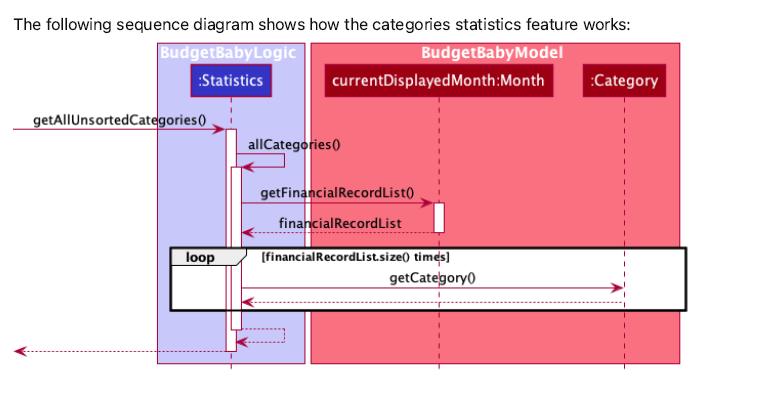 The following sequence diagram shows how the categories statistics feature works:
BudgetBabyLogic
BudgetBabyModel
:Statistics
currentDisplayedMonth:Month
:Category
getAllUnsortedCategories()
allCategories()
getFinancialRecordList()
financialRecordList
loop
[financialRecordList.size() times]
getCategory()